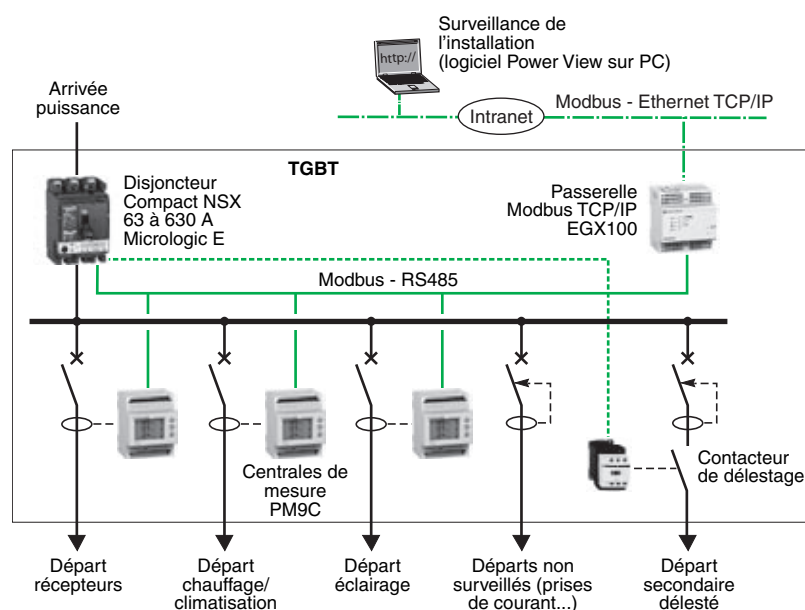 Surveillance de
l'installation
(logiciel Power View sur PC)
http://
Arrivée
puissance
Modbus - Ethernet TCP/IP
Intranet
TGBT
Disjoncteur
Compact NSX
63 à 630 A
Micrologic E
Passerelle
Modbus TCP/IP
EGX100
Modbus - RS485
Centrales de
mesure
PM9C
Contacteur
de délestage
Départ
récepteurs
Départ
chauffage/
climatisation
Départ
éclairage
Départs non
surveillés (prises
de courant...)
Départ
secondaire
délesté